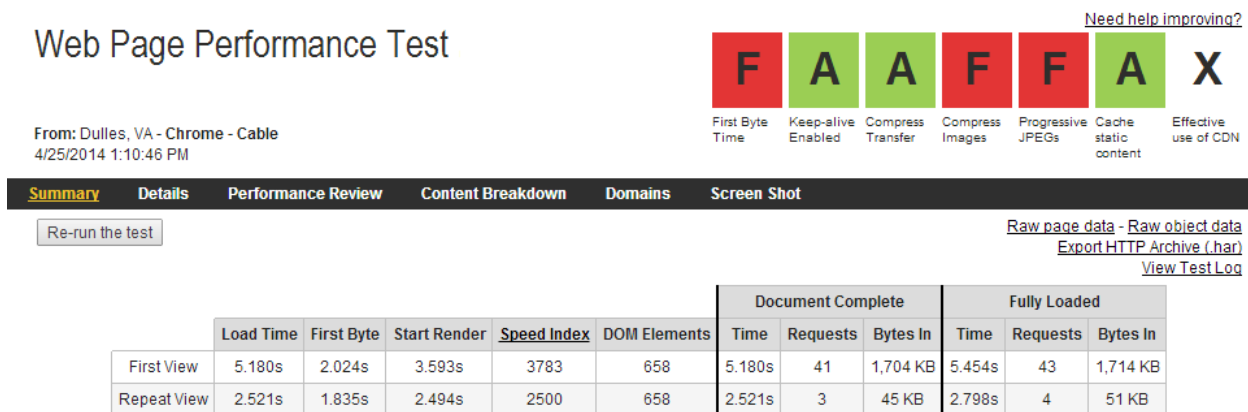 Need help improving?
Web Page Performance Test
F A A F F A X
First Byte Time
Keep-alive Enabled
Compress Transfer
Compress Images
Progressive JPEGs
Cache static content
Effective use of CDN
From: Dulles, VA - Chrome - Cable
4/25/2014 1:10:46 PM
Summary Details Performance Review Content Breakdown Domains Screen Shot
Re-run the test
Raw page data - Raw object data
Export HTTP Archive (.har)
View Test Log
Document Complete Fully Loaded
Load Time First Byte Start Render Speed Index DOM Elements Time Requests Bytes In Time Requests Bytes In
First View 5.180s 2.024s 3.593s 3783 658 5.180s 41 1,704 KB 5.454s 43 1,714 KB
Repeat View 2.521s 1.835s 2.494s 2500 658 2.521s 3 45 KB 2.798s 4 51 KB